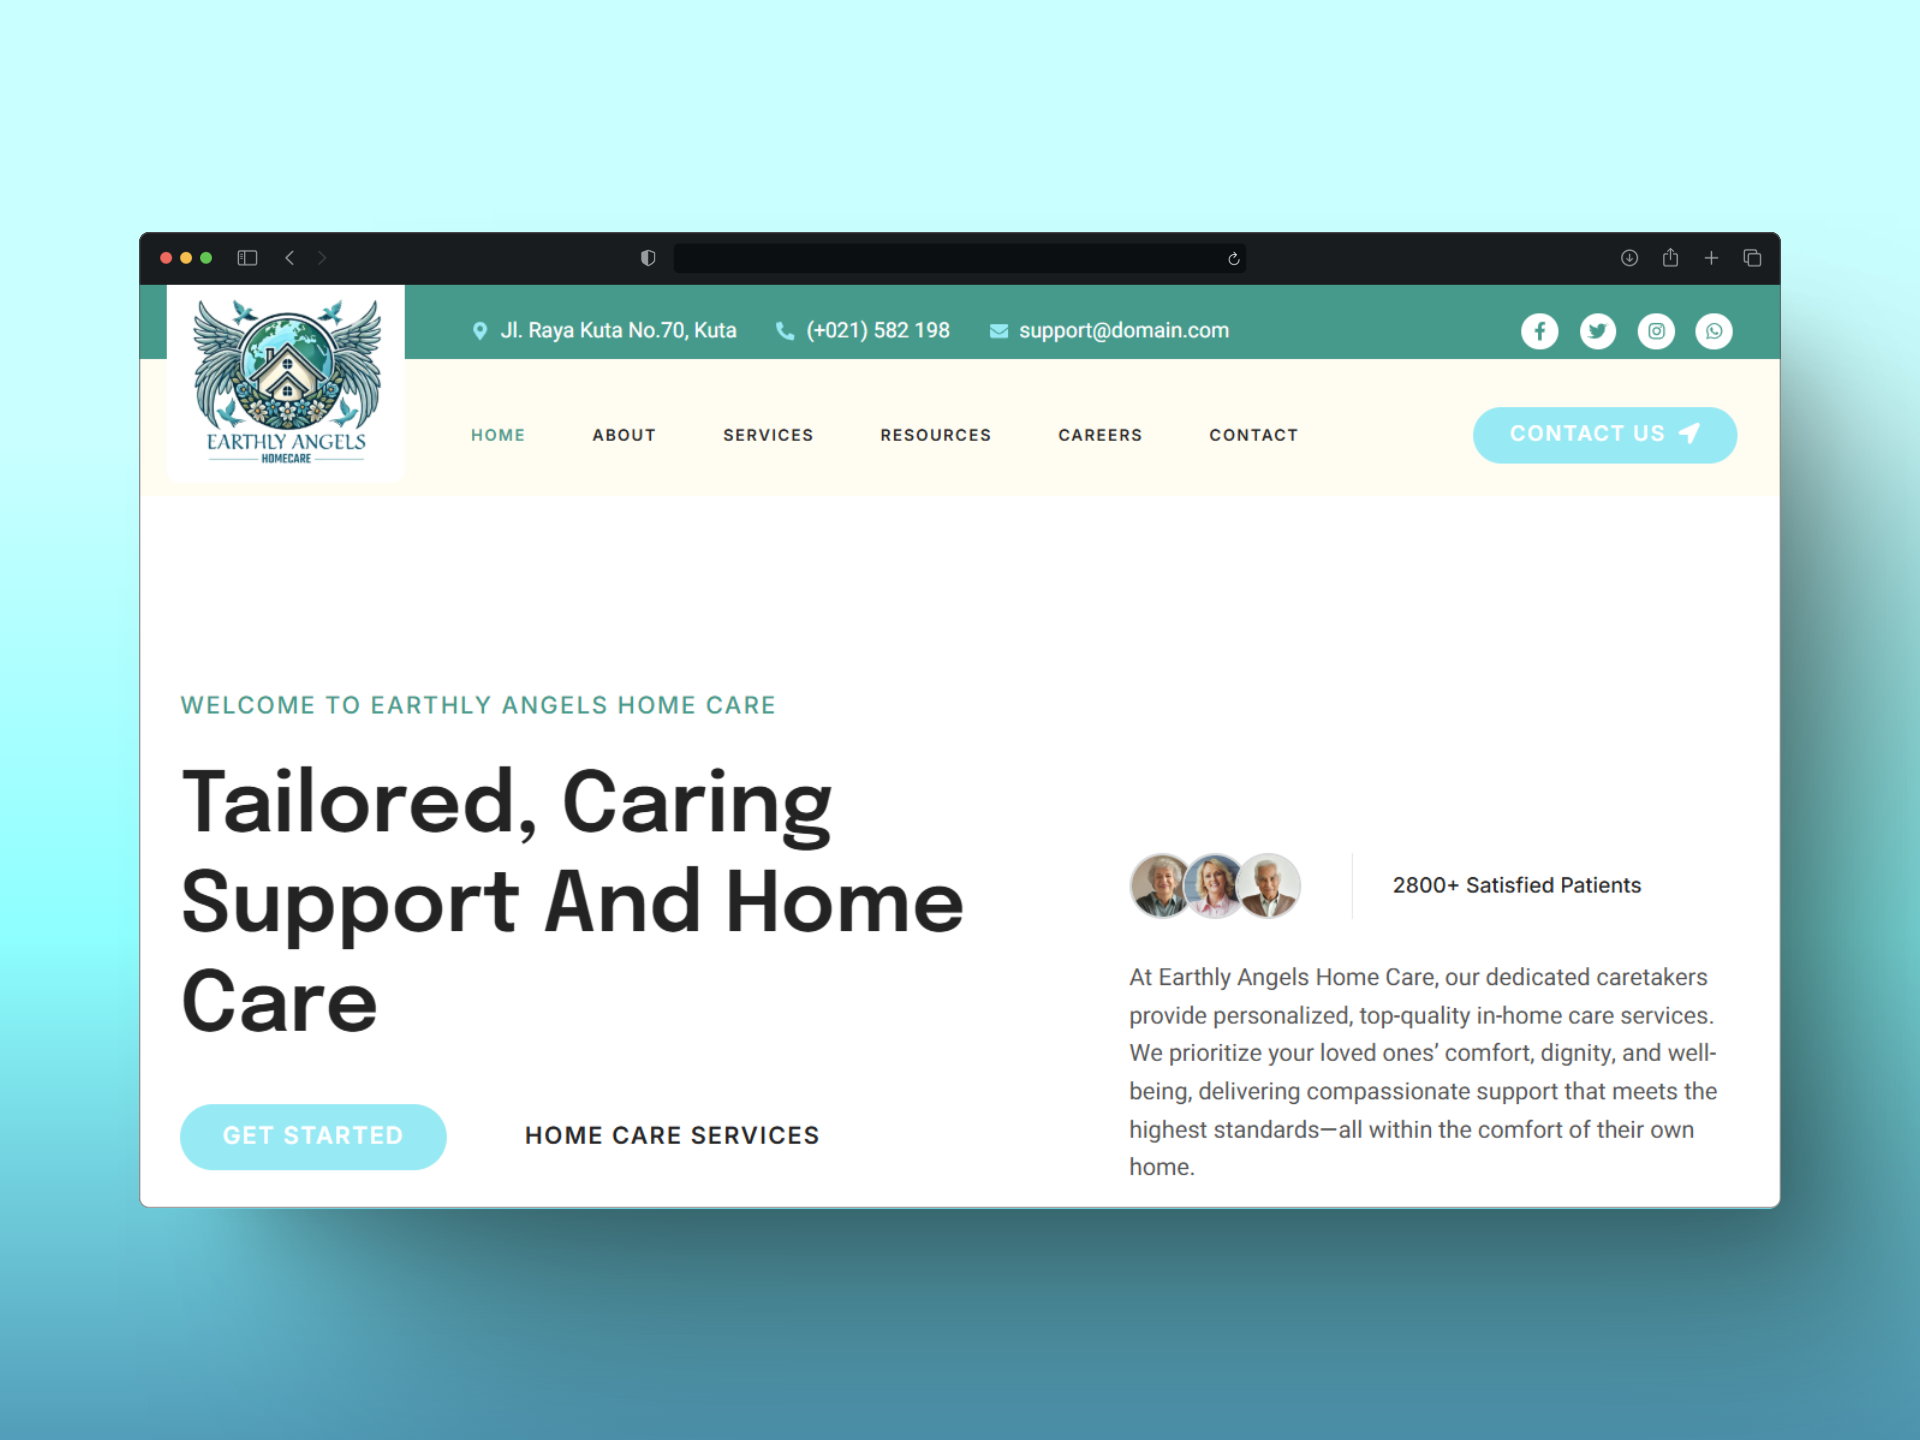 Jl. Raya Kuta No.70, Kuta
(+021) 582 198
support@domain.com
EARTHLY ANGELS
HOMECARE
HOME
ABOUT
SERVICES
RESOURCES
CAREERS
CONTACT
CONTACT US
WELCOME TO EARTHLY ANGELS HOME CARE
Tailored, Caring
Support And Home
Care
GET STARTED
HOME CARE SERVICES
2800+ Satisfied Patients
At Earthly Angels Home Care, our dedicated caretakers
provide personalized, top-quality in-home care services.
We prioritize your loved ones’ comfort, dignity, and well-
being, delivering compassionate support that meets the
highest standards—all within the comfort of their own
home.